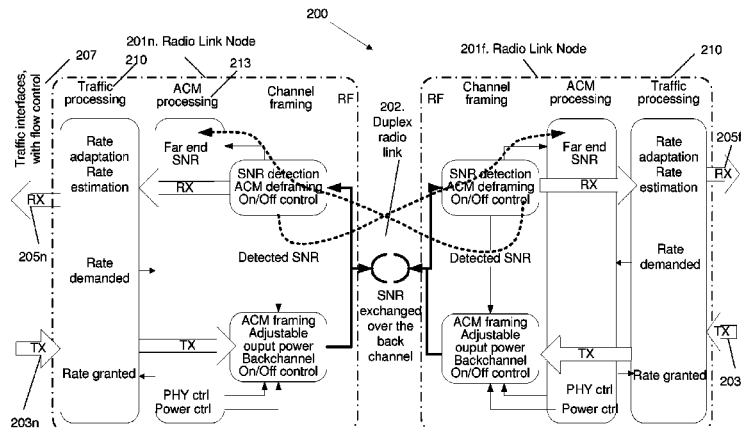 200
207
201n. Radio Link Node
210
213
Traffic interfaces,
with flow control
Traffic
processing
ACM
processing
Channel
framing
RF
202.
Duplex
radio
link
201f. Radio Link Node
210
RF
Channel
framing
ACM
processing
Traffic
processing
Rate
adaptation
Rate
estimation
Far end
SNR
SNR detection
ACM deframing
On/Off control
RX
RX
205n
SNR detection
ACM deframing
On/Off control
Far end
SNR
Rate
adaptation
Rate
estimation
RX
RX
205f
Rate
demanded
Detected SNR
SNR
exchanged
over the
back
channel
Detected SNR
Rate
demanded
TX
TX
203n
ACM framing
Adjustable
ouput power
Backchannel
On/Off control
Rate granted
PHY ctrl
Power ctrl
ACM framing
Adjustable
ouput power
Backchannel
On/Off control
TX
TX
203
Rate granted
PHY ctrl
Power ctrl